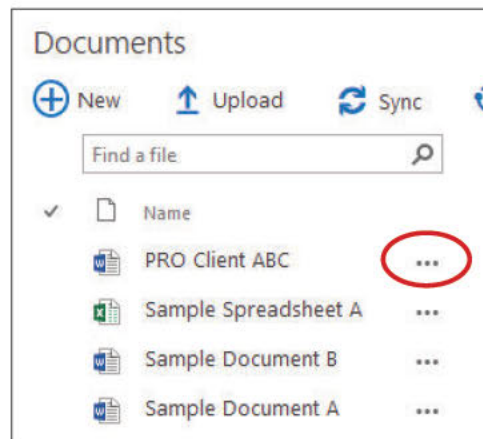 Documents
New Upload Sync
Find a file
Name
PRO Client ABC ...
Sample Spreadsheet A ...
Sample Document B ...
Sample Document A ...